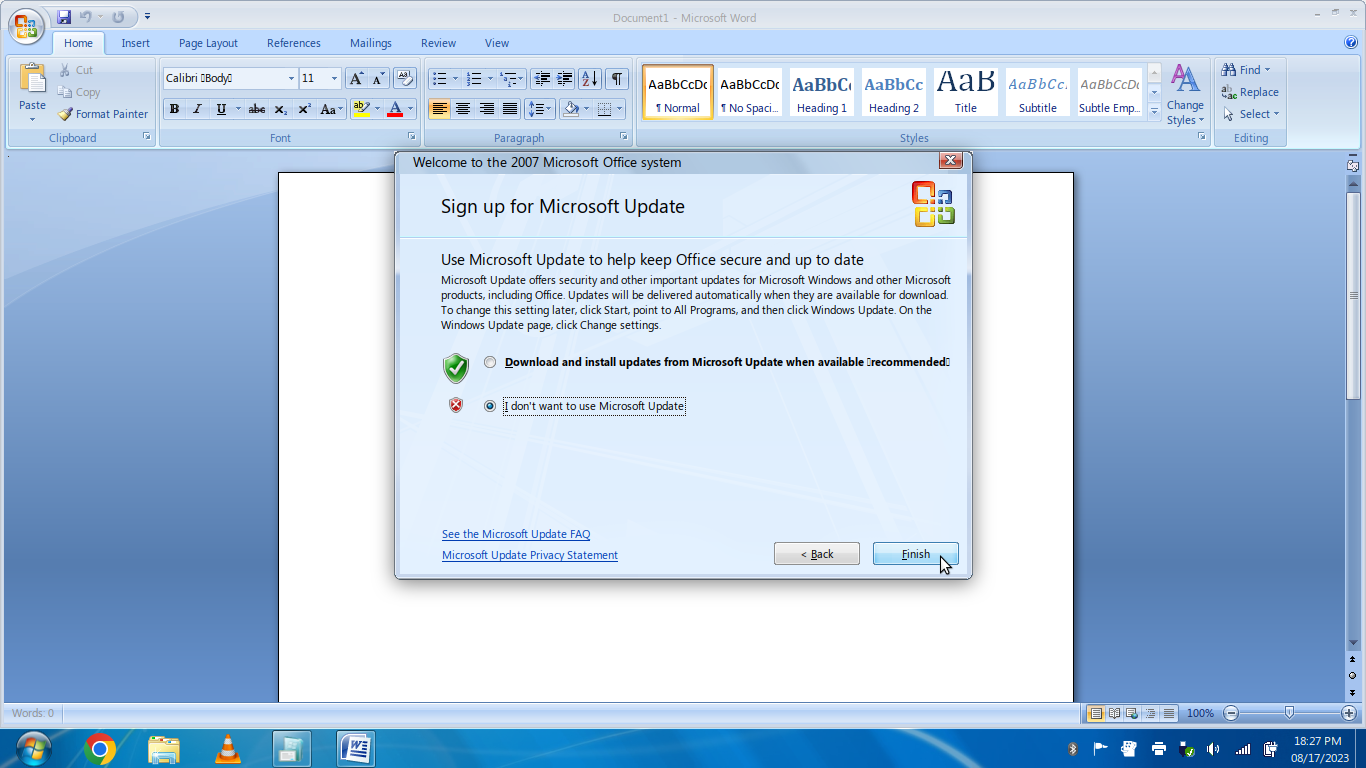 Document1 - Microsoft Word
Home Insert Page Layout References Mailings Review View
Paste
Cut
Copy
Format Painter
Clipboard
Calibri ▯Body▯ 11
B I U abc x₂ x² Aa
Font
Paragraph
AaBbCcDc AaBbCcDc AaBbCc AaBbCc AaB AaBbCc. AaBbCcDc
¶ Normal ¶ No Spaci... Heading 1 Heading 2 Title Subtitle Subtle Emp...
Change
Styles
Styles
Find
Replace
Select
Editing
Welcome to the 2007 Microsoft Office system
Sign up for Microsoft Update
Use Microsoft Update to help keep Office secure and up to date
Microsoft Update offers security and other important updates for Microsoft Windows and other Microsoft
products, including Office. Updates will be delivered automatically when they are available for download.
To change this setting later, click Start, point to All Programs, and then click Windows Update. On the
Windows Update page, click Change settings.
Download and install updates from Microsoft Update when available ▯recommended▯
I don't want to use Microsoft Update
See the Microsoft Update FAQ
Microsoft Update Privacy Statement
< Back Finish
Words: 0
100%
18:27 PM
08/17/2023